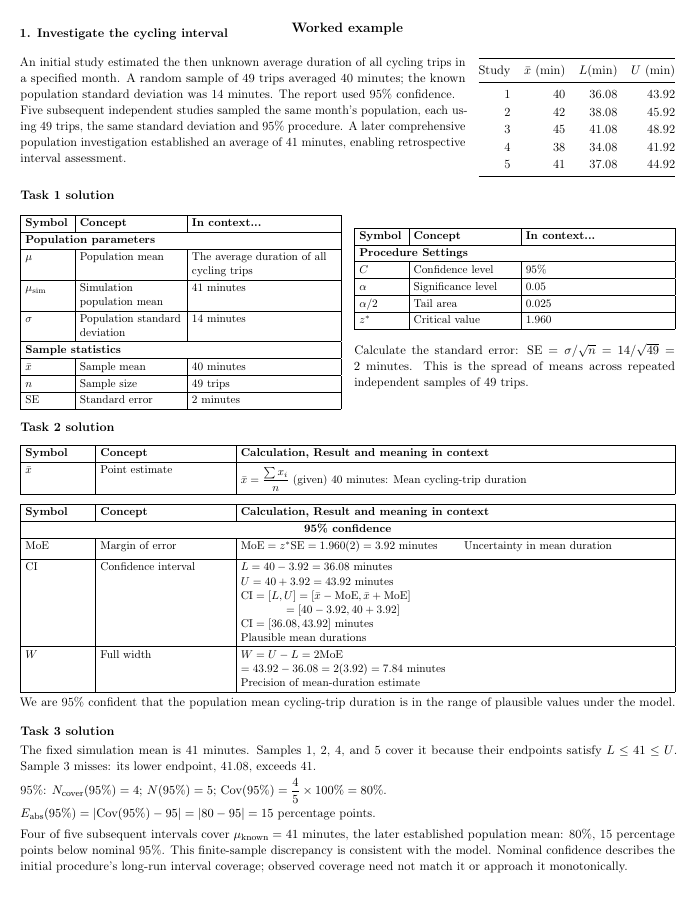 Worked example
1. Investigate the cycling interval
An initial study estimated the then unknown average duration of all cycling trips in
a specified month. A random sample of 49 trips averaged 40 minutes; the known
population standard deviation was 14 minutes. The report used 95% confidence.
Five subsequent independent studies sampled the same month's population, each us-
ing 49 trips, the same standard deviation and 95% procedure. A later comprehensive
population investigation established an average of 41 minutes, enabling retrospective
interval assessment.
Study x̄ (min) L(min) U (min)
1 40 36.08 43.92
2 42 38.08 45.92
3 45 41.08 48.92
4 38 34.08 41.92
5 41 37.08 44.92
Task 1 solution
Symbol Concept In context...
Population parameters
μ Population mean The average duration of all
cycling trips
μsim Simulation 41 minutes
population mean
σ Population standard 14 minutes
deviation
Sample statistics
x̄ Sample mean 40 minutes
n Sample size 49 trips
SE Standard error 2 minutes
Symbol Concept In context...
Procedure Settings
C Confidence level 95%
α Significance level 0.05
α/2 Tail area 0.025
z* Critical value 1.960
Calculate the standard error: SE = σ/√n = 14/√49 =
2 minutes. This is the spread of means across repeated
independent samples of 49 trips.
Task 2 solution
Symbol Concept Calculation, Result and meaning in context
x̄ Point estimate x̄ = ∑ xᵢ / n (given) 40 minutes: Mean cycling-trip duration
Symbol Concept Calculation, Result and meaning in context
95% confidence
MoE Margin of error MoE = z*SE = 1.960(2) = 3.92 minutes Uncertainty in mean duration
CI Confidence interval L = 40 − 3.92 = 36.08 minutes
U = 40 + 3.92 = 43.92 minutes
CI = [L, U] = [x̄ − MoE, x̄ + MoE]
= [40 − 3.92, 40 + 3.92]
CI = [36.08, 43.92] minutes
Plausible mean durations
W Full width W = U − L = 2MoE
= 43.92 − 36.08 = 2(3.92) = 7.84 minutes
Precision of mean-duration estimate
We are 95% confident that the population mean cycling-trip duration is in the range of plausible values under the model.
Task 3 solution
The fixed simulation mean is 41 minutes. Samples 1, 2, 4, and 5 cover it because their endpoints satisfy L ≤ 41 ≤ U.
Sample 3 misses: its lower endpoint, 41.08, exceeds 41.
95%: Ncover(95%) = 4; N(95%) = 5; Cov(95%) = 4/5 × 100% = 80%.
Eabs(95%) = |Cov(95%) − 95| = |80 − 95| = 15 percentage points.
Four of five subsequent intervals cover μknown = 41 minutes, the later established population mean: 80%, 15 percentage
points below nominal 95%. This finite-sample discrepancy is consistent with the model. Nominal confidence describes the
initial procedure's long-run interval coverage; observed coverage need not match it or approach it monotonically.